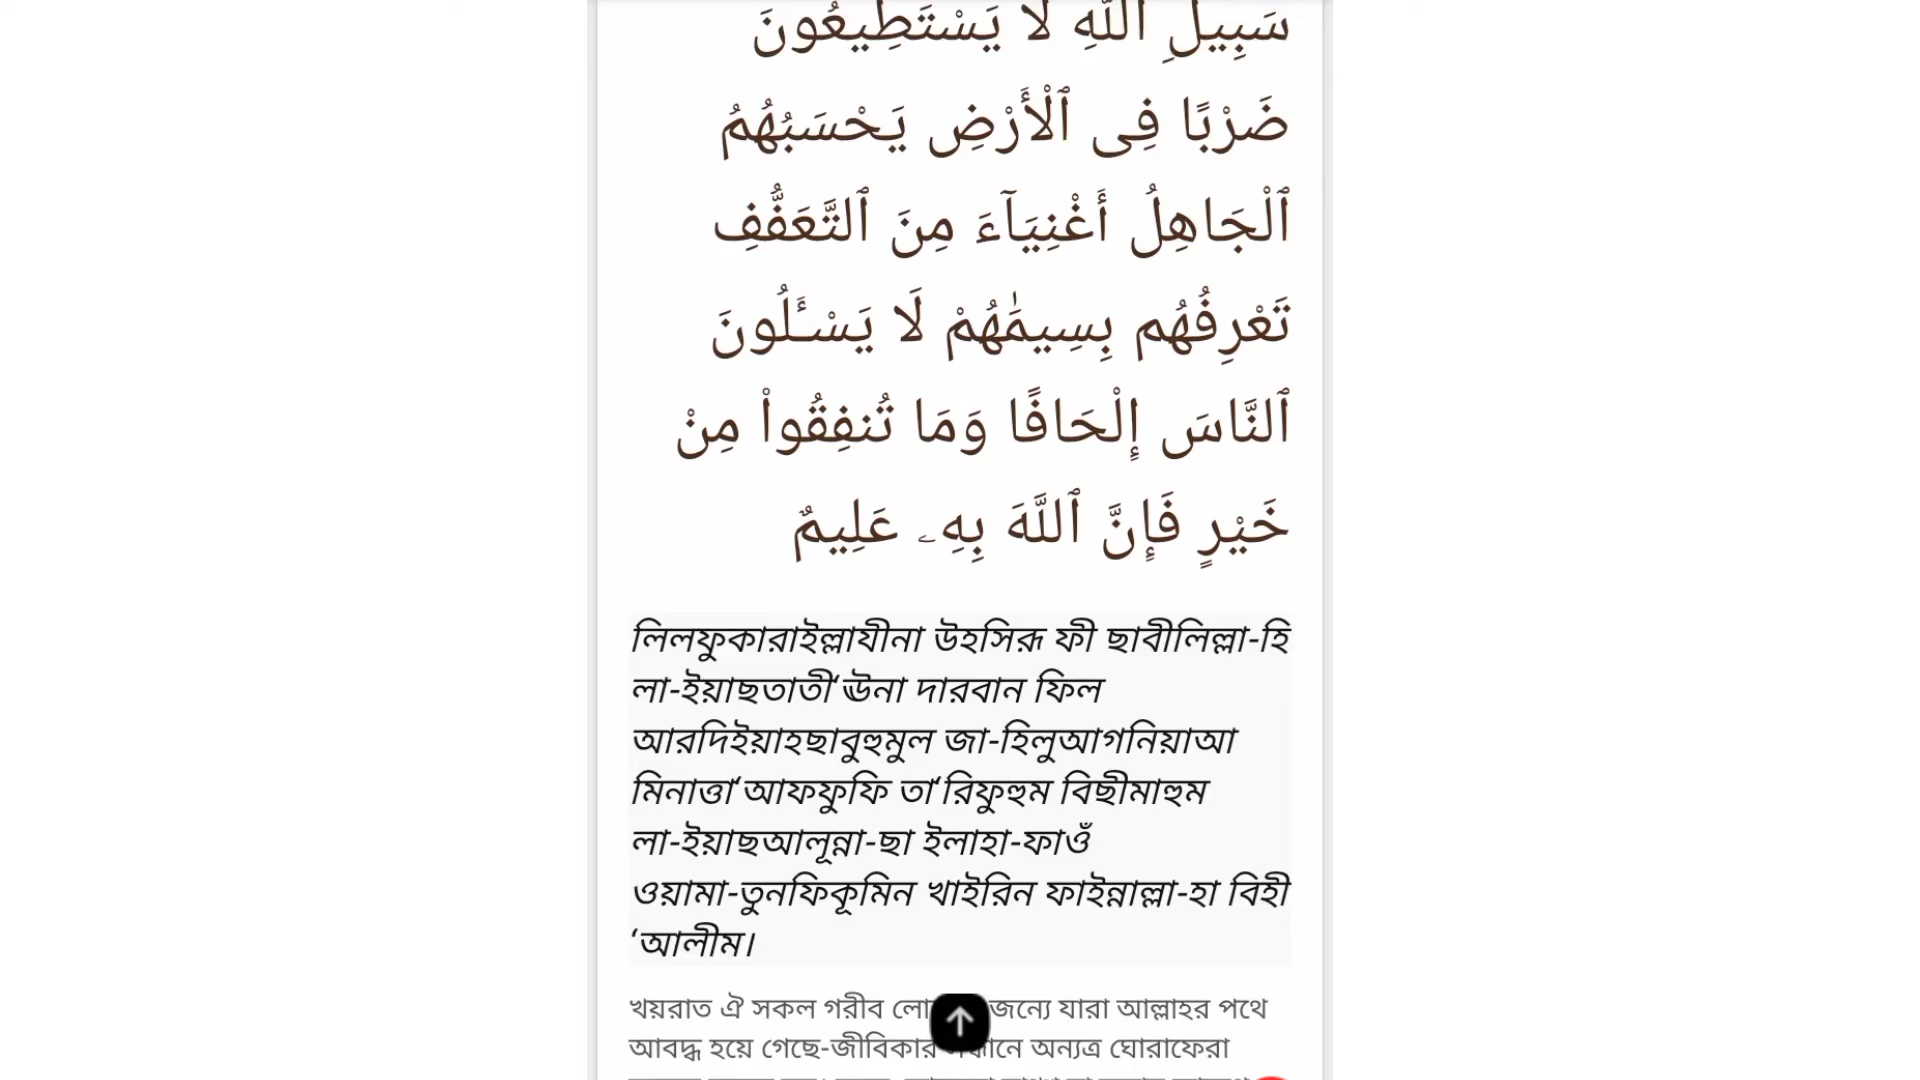 سَبِيلِ ٱللَّهِ لَا يَسْتَطِيعُونَ
ضَرْبًا فِى ٱلْأَرْضِ يَحْسَبُهُمُ
ٱلْجَاهِلُ أَغْنِيَآءَ مِنَ ٱلتَّعَفُّفِ
تَعْرِفُهُم بِسِيمَٰهُمْ لَا يَسْـَٔلُونَ
ٱلنَّاسَ إِلْحَافًا وَمَا تُنفِقُوا۟ مِنْ
خَيْرٍ فَإِنَّ ٱللَّهَ بِهِۦ عَلِيمٌ
লিলফুকারাইল্লাযীনা উহসিরূ ফী ছাবীলিল্লা-হি
লা-ইয়াছতাতী‘ঊনা দারবান ফিল
আরদিইয়াহছাবুহুমুল জা-হিলুআগনিয়াআ
মিনাত্তা‘আফফুফি তা‘রিফুহুম বিছীমাহুম
লা-ইয়াছআলূন্না-ছা ইলাহা-ফাওঁ
ওয়ামা-তুনফিকূমিন খাইরিন ফাইন্নাল্লা-হা বিহী
‘আলীম।
খয়রাত ঐ সকল গরীব জন্যে যারা আল্লাহর পথে
আবদ্ধ হয়ে গেছে-জীবিকার অন্যত্র ঘোরাফেরা